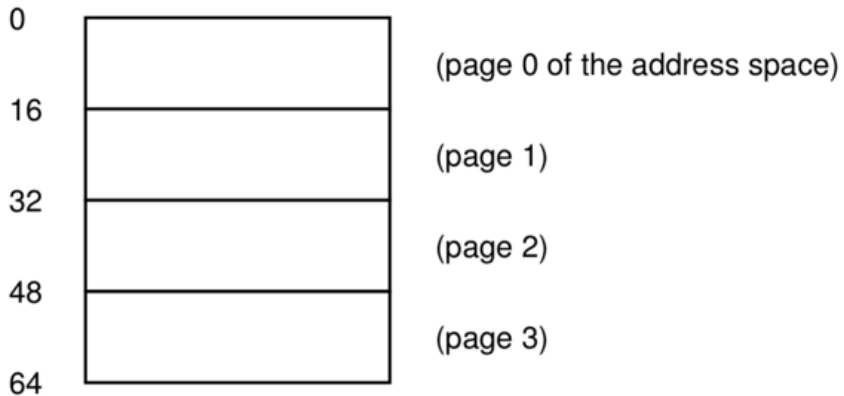 0
(page 0 of the address space)
16
(page 1)
32
(page 2)
48
(page 3)
64